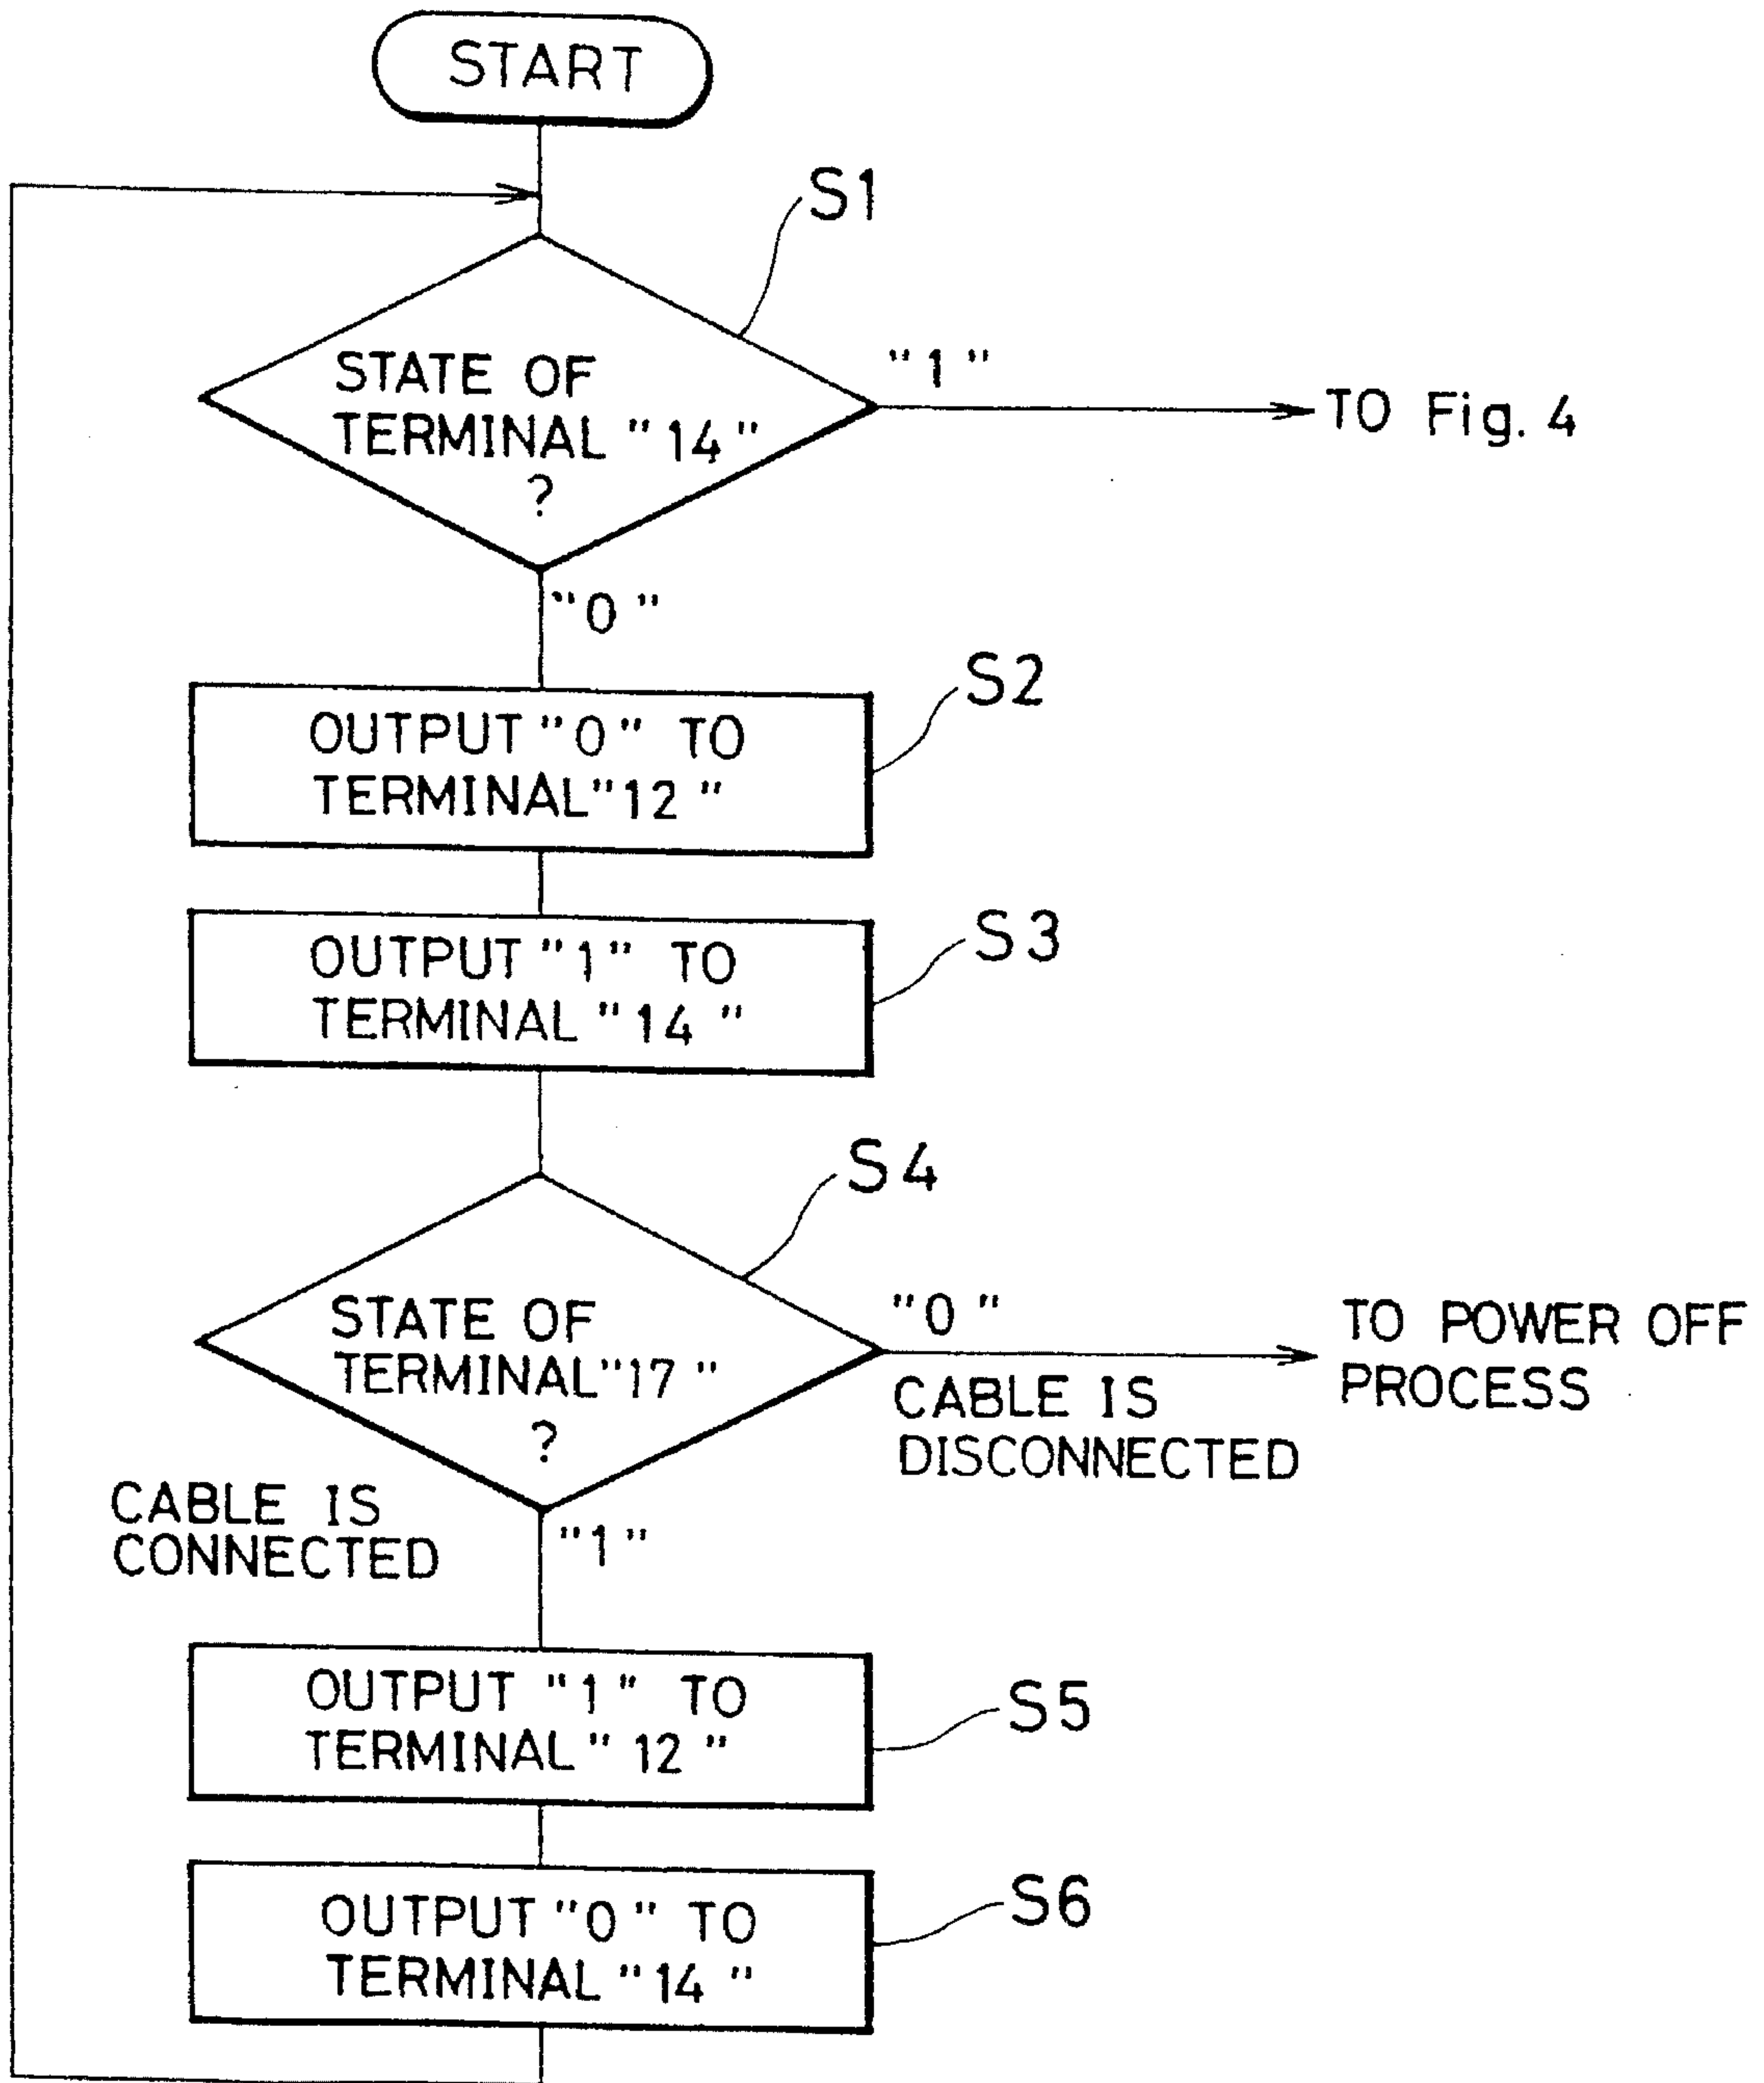 START
S1
STATE OF
TERMINAL "14"
?
"1"
TO Fig. 4
"0"
S2
OUTPUT "0" TO
TERMINAL "12"
S3
OUTPUT "1" TO
TERMINAL "14"
S4
STATE OF
TERMINAL "17"
?
"0"
CABLE IS
DISCONNECTED
TO POWER OFF
PROCESS
CABLE IS
CONNECTED
"1"
S5
OUTPUT "1" TO
TERMINAL "12"
S6
OUTPUT "0" TO
TERMINAL "14"